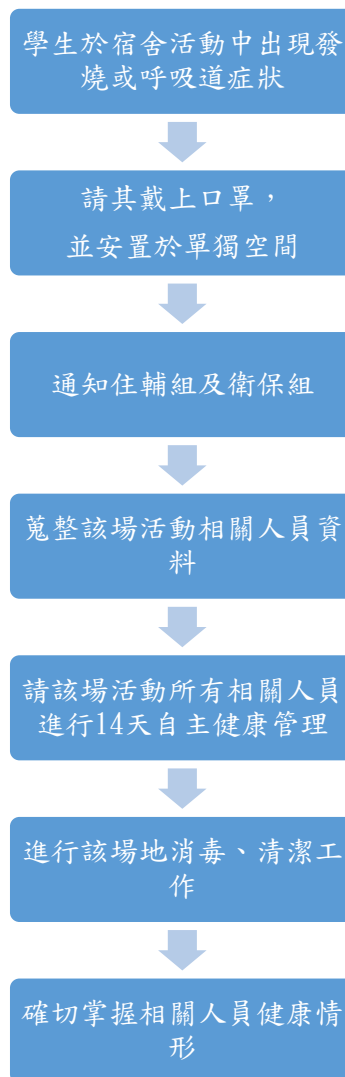 學生於宿舍活動中出現發
燒或呼吸道症狀
請其戴上口罩，
並安置於單獨空間
通知住輔組及衛保組
蒐整該場活動相關人員資
料
請該場活動所有相關人員
進行14天自主健康管理
進行該場地消毒、清潔工
作
確切掌握相關人員健康情
形